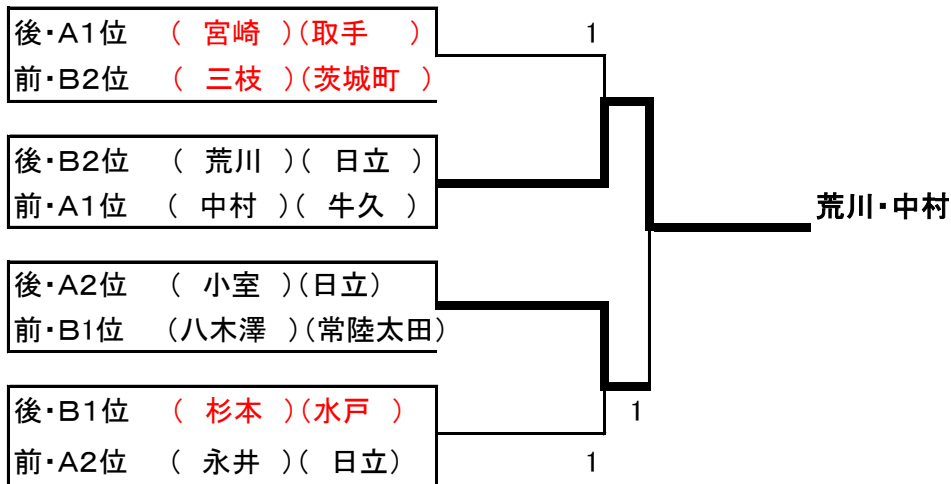 後・A1位 ( 宮崎 )(取手 ) 1
前・B2位 ( 三枝 )(茨城町 )
後・B2位 ( 荒川 )( 日立 )
前・A1位 ( 中村 )( 牛久 )
荒川・中村
後・A2位 ( 小室 )(日立)
前・B1位 (八木澤 )(常陸太田)
後・B1位 ( 杉本 )(水戸 ) 1
前・A2位 ( 永井 )( 日立) 1